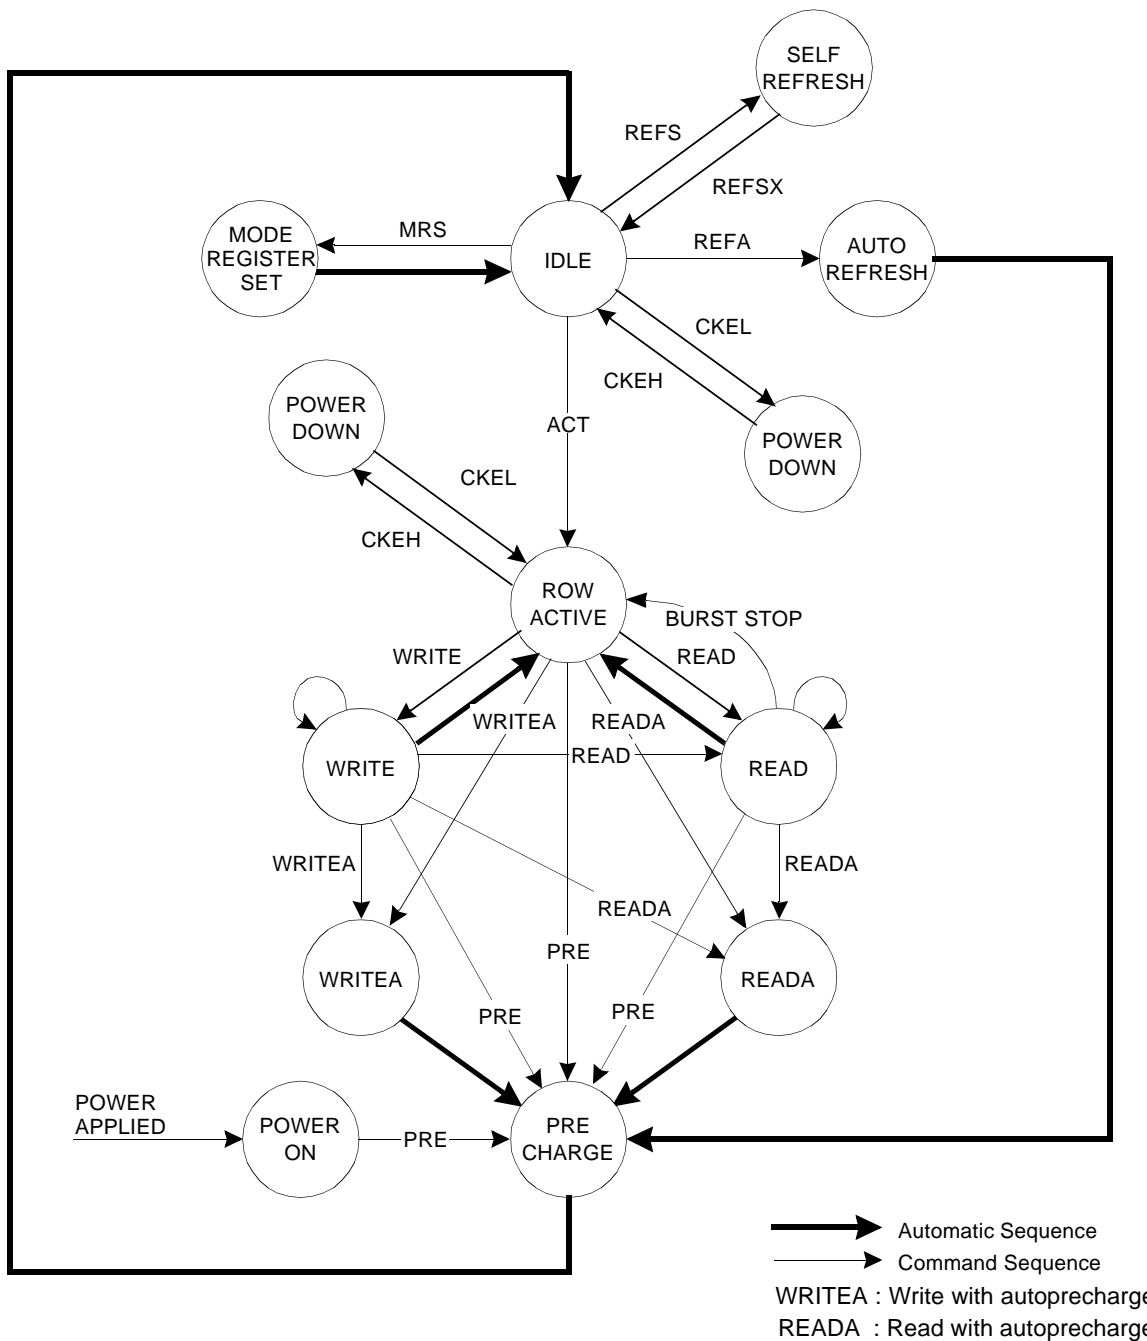 SELF
REFRESH
REFS
REFSX
MODE
REGISTER
SET
MRS
IDLE
REFA
AUTO
REFRESH
CKEL
CKEH
POWER
DOWN
POWER
DOWN
ACT
CKEL
CKEH
ROW
ACTIVE
BURST STOP
WRITE
READ
WRITEA
READA
WRITE
READ
READ
WRITEA
READA
READA
WRITEA
PRE
READA
PRE
PRE
POWER
APPLIED
POWER
ON
PRE
PRE
CHARGE
Automatic Sequence
Command Sequence
WRITEA : Write with autoprecharge
READA : Read with autoprecharge